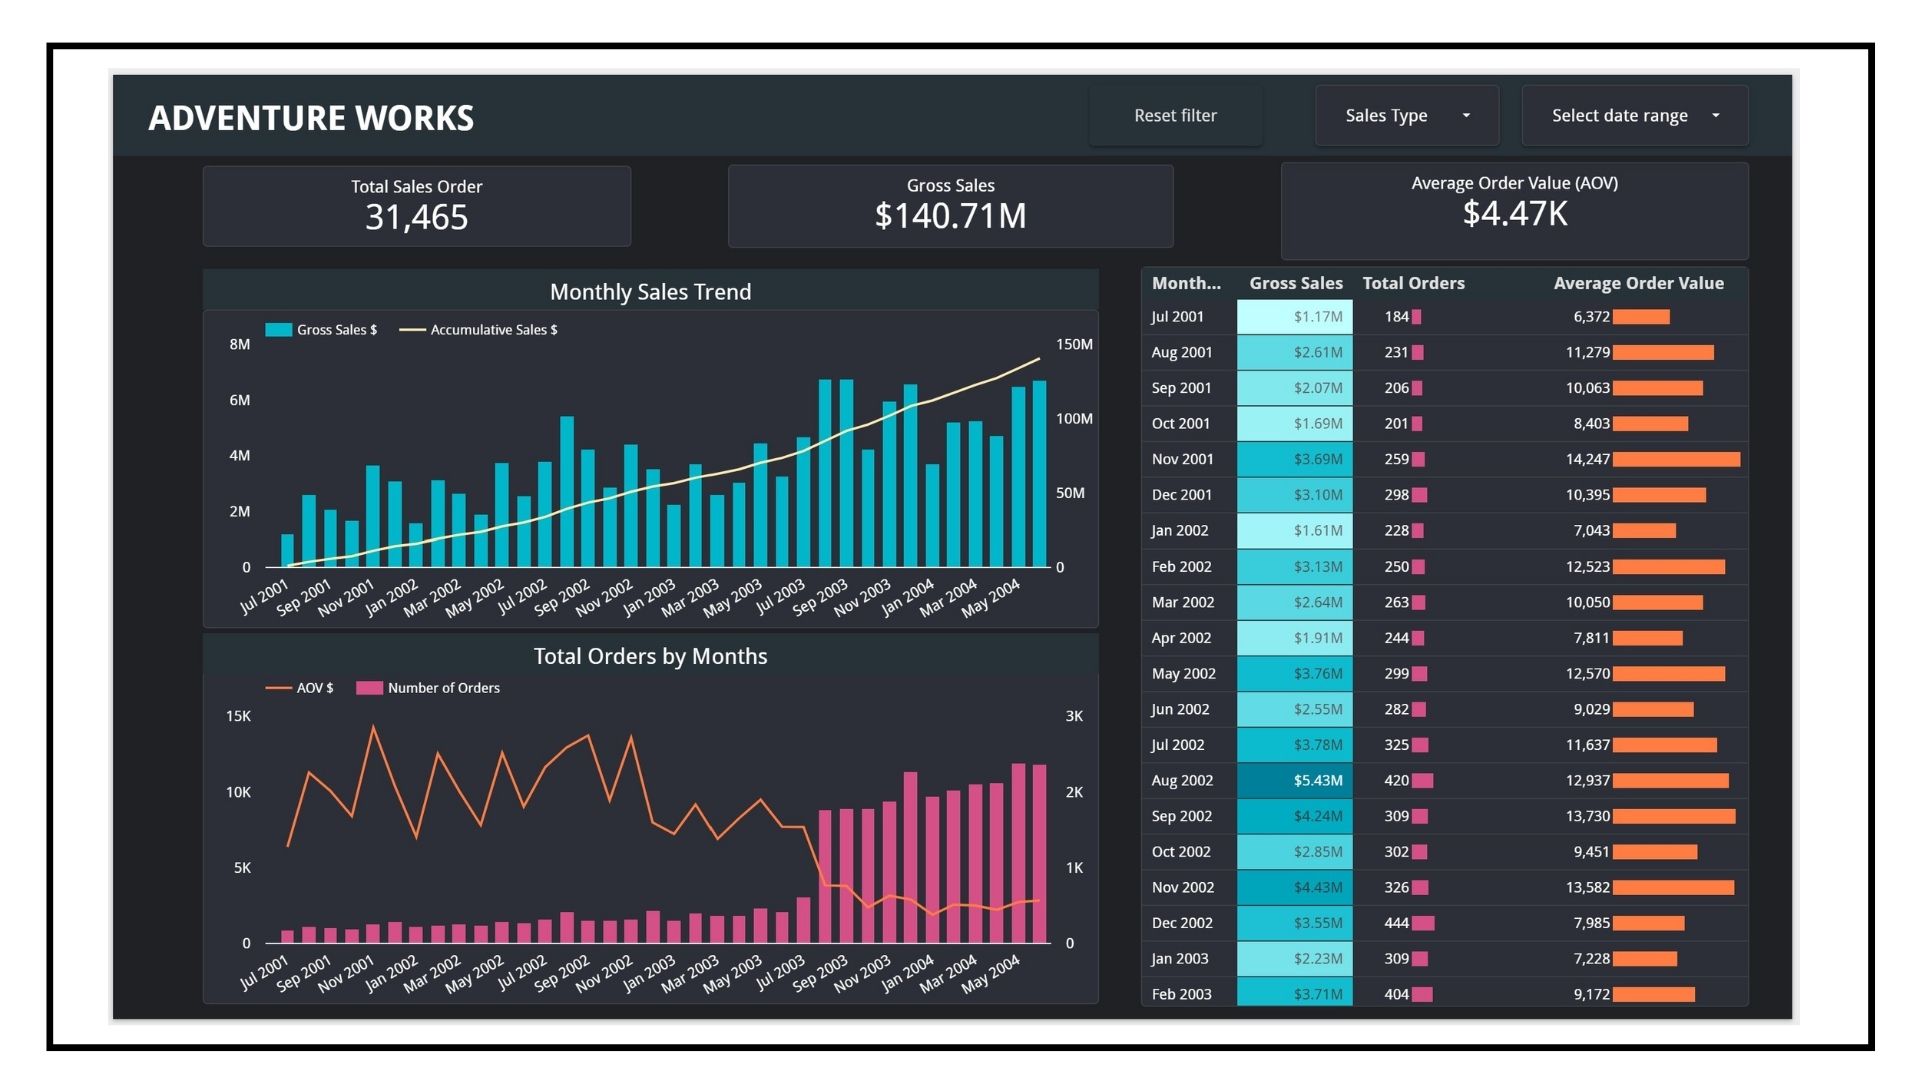 ADVENTURE WORKS
Reset filter
Sales Type
Select date range
Total Sales Order
31,465
Gross Sales
$140.71M
Average Order Value (AOV)
$4.47K
Monthly Sales Trend
Gross Sales $ Accumulative Sales $
8M 150M
6M
100M
4M
50M
2M
0 0
Jul 2001 Sep 2001 Nov 2001 Jan 2002 Mar 2002 May 2002 Jul 2002 Sep 2002 Nov 2002 Jan 2003 Mar 2003 May 2003 Jul 2003 Sep 2003 Nov 2003 Jan 2004 Mar 2004 May 2004
Total Orders by Months
AOV $ Number of Orders
15K 3K
10K 2K
5K 1K
0 0
Jul 2001 Sep 2001 Nov 2001 Jan 2002 Mar 2002 May 2002 Jul 2002 Sep 2002 Nov 2002 Jan 2003 Mar 2003 May 2003 Jul 2003 Sep 2003 Nov 2003 Jan 2004 Mar 2004 May 2004
Month... Gross Sales Total Orders Average Order Value
Jul 2001 $1.17M 184 6,372
Aug 2001 $2.61M 231 11,279
Sep 2001 $2.07M 206 10,063
Oct 2001 $1.69M 201 8,403
Nov 2001 $3.69M 259 14,247
Dec 2001 $3.10M 298 10,395
Jan 2002 $1.61M 228 7,043
Feb 2002 $3.13M 250 12,523
Mar 2002 $2.64M 263 10,050
Apr 2002 $1.91M 244 7,811
May 2002 $3.76M 299 12,570
Jun 2002 $2.55M 282 9,029
Jul 2002 $3.78M 325 11,637
Aug 2002 $5.43M 420 12,937
Sep 2002 $4.24M 309 13,730
Oct 2002 $2.85M 302 9,451
Nov 2002 $4.43M 326 13,582
Dec 2002 $3.55M 444 7,985
Jan 2003 $2.23M 309 7,228
Feb 2003 $3.71M 404 9,172